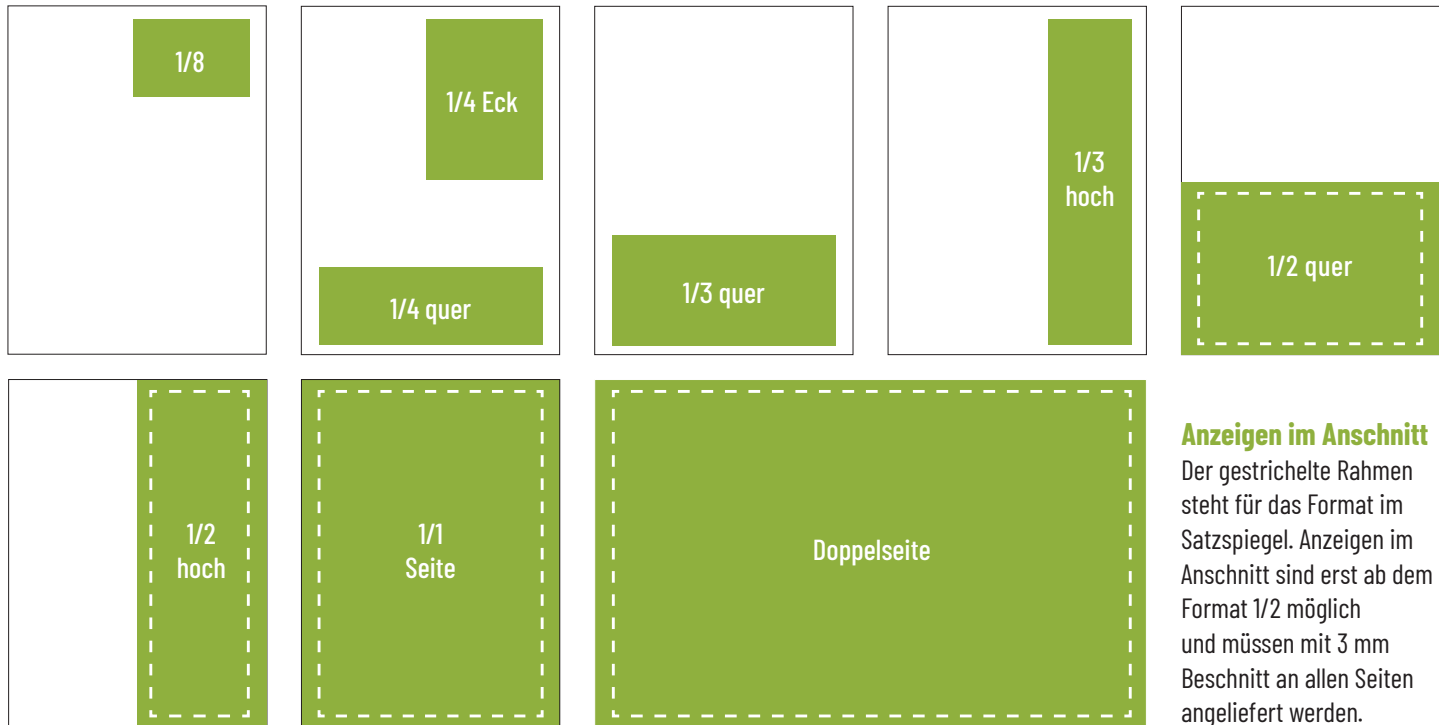 1/8
1/4 Eck
1/4 quer
1/3 quer
1/3
hoch
1/2 quer
1/2
hoch
1/1
Seite
Doppelseite
Anzeigen im Anschnitt
Der gestrichelte Rahmen
steht für das Format im
Satzspiegel. Anzeigen im
Anschnitt sind erst ab dem
Format 1/2 möglich
und müssen mit 3 mm
Beschnitt an allen Seiten
angeliefert werden.